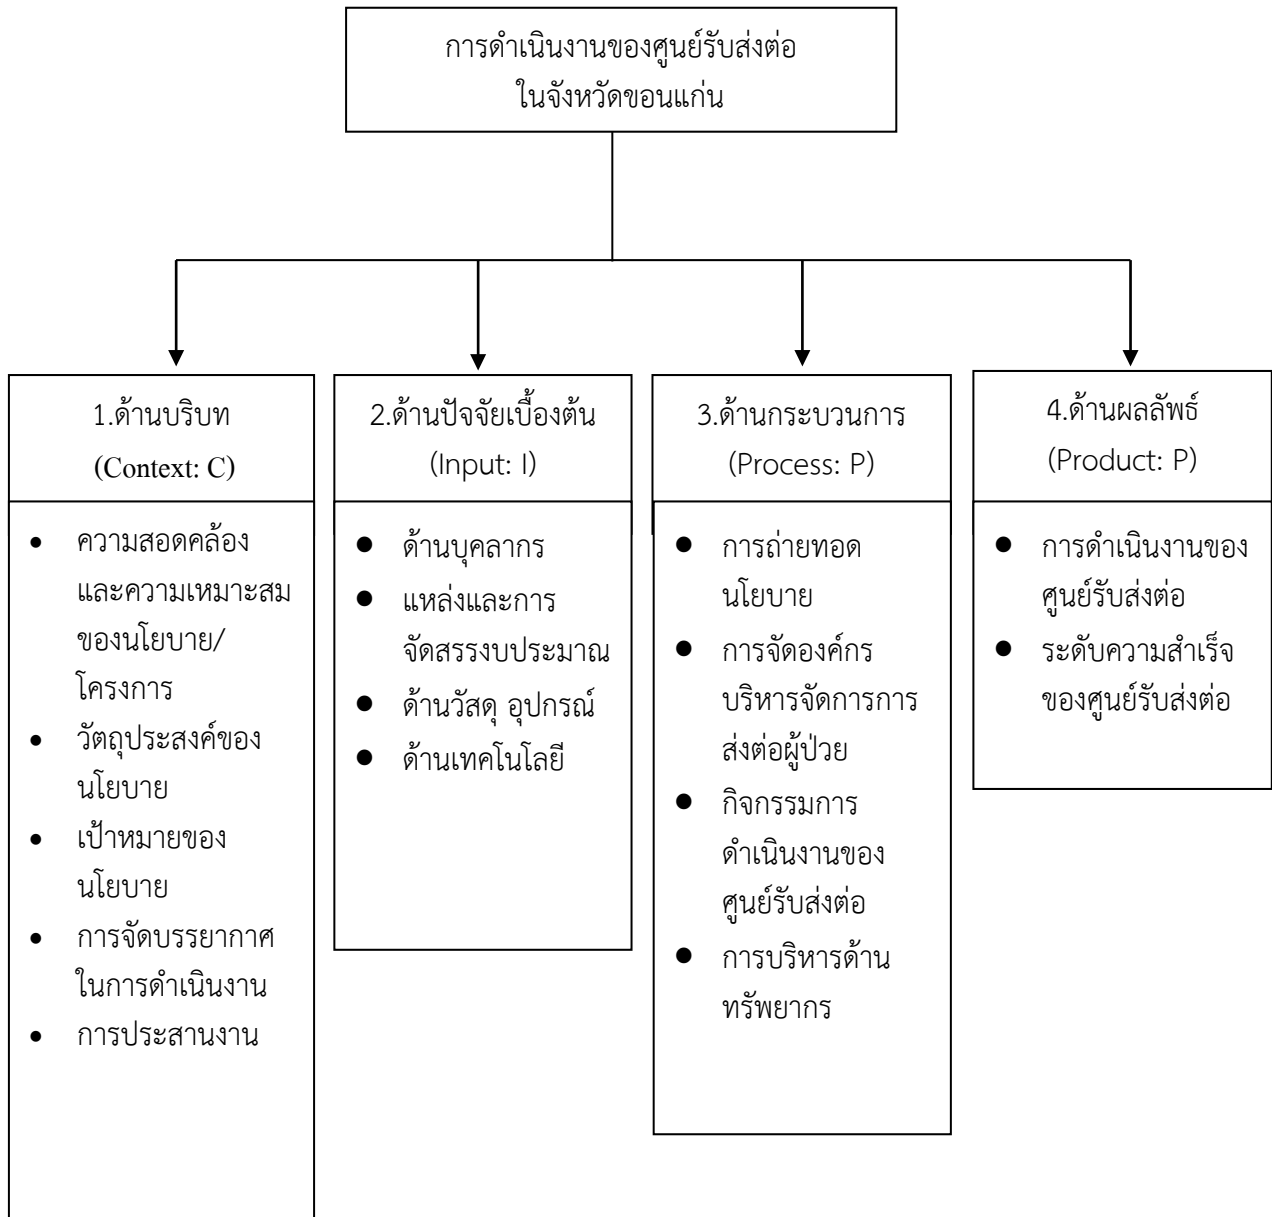 การดำเนินงานของศูนย์รับส่งต่อ
ในจังหวัดขอนแก่น
1.ด้านบริบท
(Context: C)
• ความสอดคล้อง
และความเหมาะสม
ของนโยบาย/
โครงการ
• วัตถุประสงค์ของ
นโยบาย
• เป้าหมายของ
นโยบาย
• การจัดบรรยากาศ
ในการดำเนินงาน
• การประสานงาน
2.ด้านปัจจัยเบื้องต้น
(Input: I)
● ด้านบุคลากร
● แหล่งและการ
จัดสรรงบประมาณ
● ด้านวัสดุ อุปกรณ์
● ด้านเทคโนโลยี
3.ด้านกระบวนการ
(Process: P)
● การถ่ายทอด
นโยบาย
● การจัดองค์กร
บริหารจัดการการ
ส่งต่อผู้ป่วย
● กิจกรรมการ
ดำเนินงานของ
ศูนย์รับส่งต่อ
● การบริหารด้าน
ทรัพยากร
4.ด้านผลลัพธ์
(Product: P)
● การดำเนินงานของ
ศูนย์รับส่งต่อ
● ระดับความสำเร็จ
ของศูนย์รับส่งต่อ